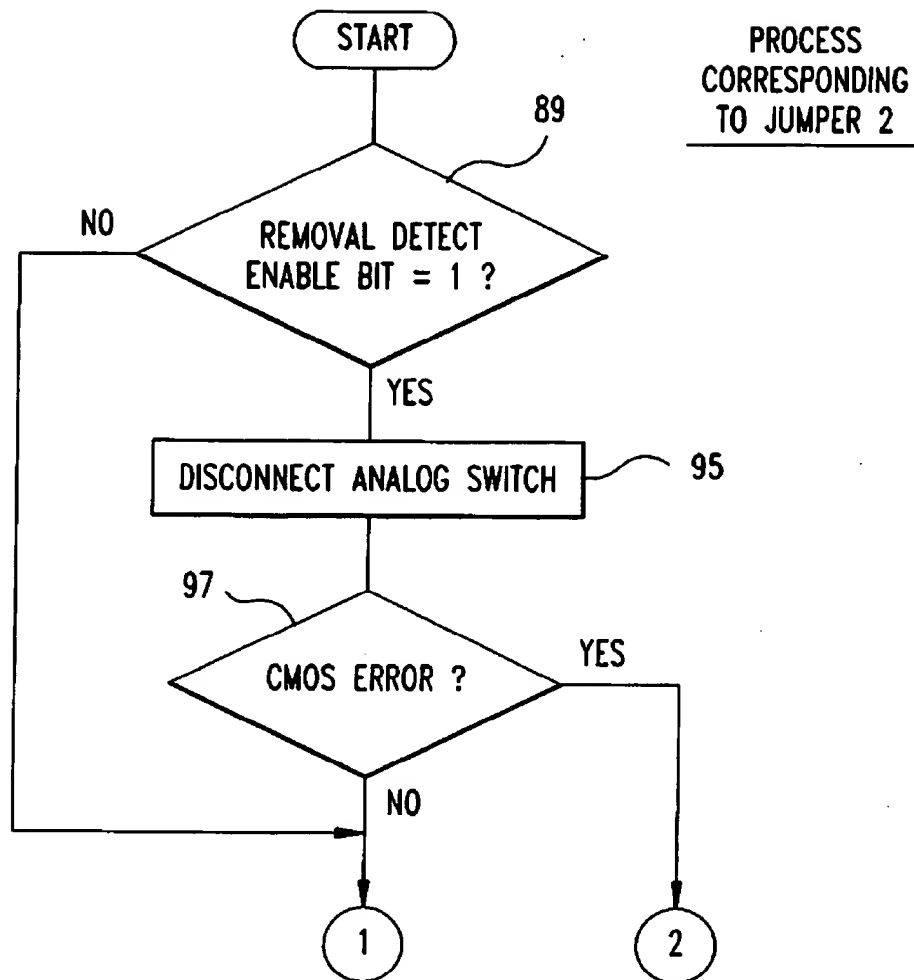 START
PROCESS
CORRESPONDING
TO JUMPER 2
89
NO
REMOVAL DETECT
ENABLE BIT = 1 ?
YES
DISCONNECT ANALOG SWITCH
95
97
CMOS ERROR ?
YES
NO
1
2